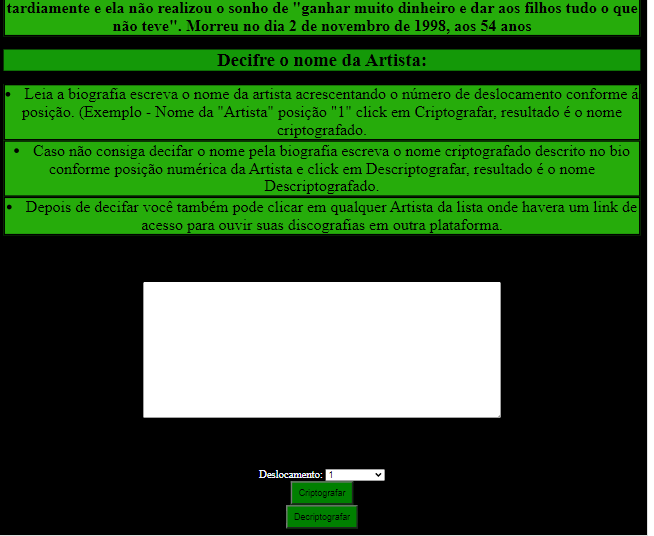 tardiamente e ela não realizou o sonho de "ganhar muito dinheiro e dar aos filhos tudo o que
não teve". Morreu no dia 2 de novembro de 1998, aos 54 anos
Decifre o nome da Artista:
• Leia a biografia escreva o nome da artista acrescentando o número de deslocamento conforme á
posição. (Exemplo - Nome da "Artista" posição "1" click em Criptografar, resultado é o nome
criptografado.
• Caso não consiga decifar o nome pela biografia escreva o nome criptografado descrito no bio
conforme posição numérica da Artista e click em Descriptografar, resultado é o nome
Descriptografado.
• Depois de decifar você também pode clicar em qualquer Artista da lista onde havera um link de
acesso para ouvir suas discografias em outra plataforma.
Deslocamento: 1
Criptografar
Decriptografar